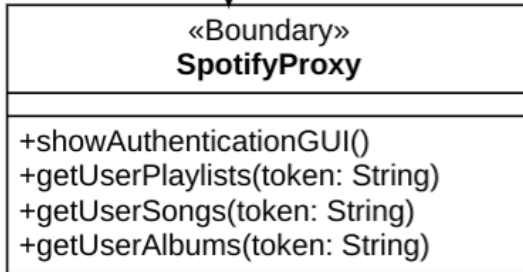 «Boundary»
SpotifyProxy
+showAuthenticationGUI()
+getUserPlaylists(token: String)
+getUserSongs(token: String)
+getUserAlbums(token: String)